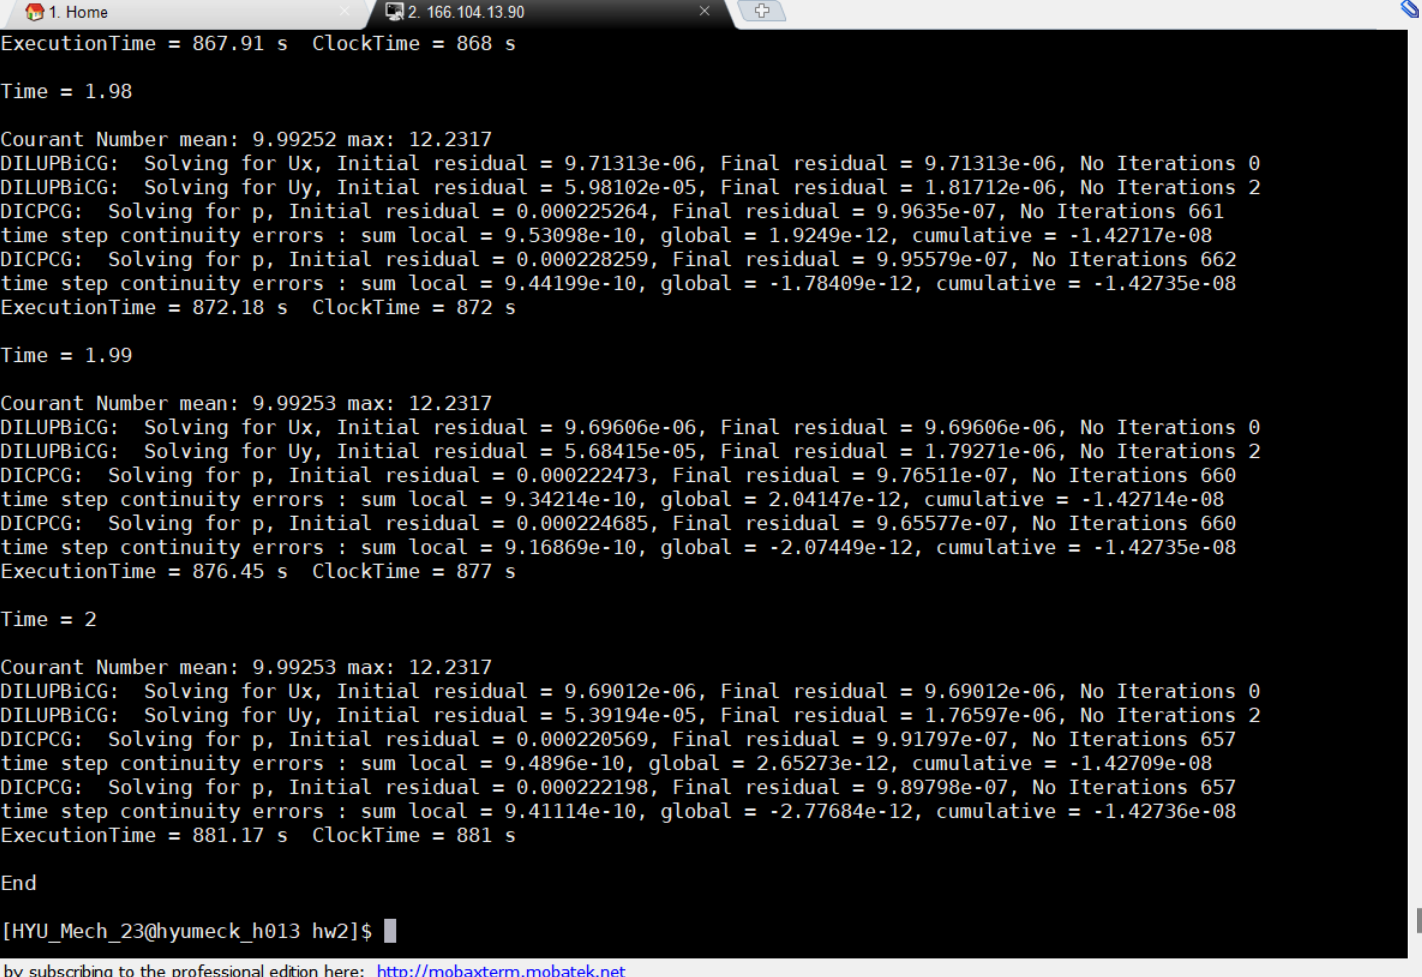 1. Home
2. 166.104.13.90
ExecutionTime = 867.91 s  ClockTime = 868 s
Time = 1.98
Courant Number mean: 9.99252 max: 12.2317
DILUPBiCG:  Solving for Ux, Initial residual = 9.71313e-06, Final residual = 9.71313e-06, No Iterations 0
DILUPBiCG:  Solving for Uy, Initial residual = 5.98102e-05, Final residual = 1.81712e-06, No Iterations 2
DICPCG:  Solving for p, Initial residual = 0.000225264, Final residual = 9.9635e-07, No Iterations 661
time step continuity errors : sum local = 9.53098e-10, global = 1.9249e-12, cumulative = -1.42717e-08
DICPCG:  Solving for p, Initial residual = 0.000228259, Final residual = 9.95579e-07, No Iterations 662
time step continuity errors : sum local = 9.44199e-10, global = -1.78409e-12, cumulative = -1.42735e-08
ExecutionTime = 872.18 s  ClockTime = 872 s
Time = 1.99
Courant Number mean: 9.99253 max: 12.2317
DILUPBiCG:  Solving for Ux, Initial residual = 9.69606e-06, Final residual = 9.69606e-06, No Iterations 0
DILUPBiCG:  Solving for Uy, Initial residual = 5.68415e-05, Final residual = 1.79271e-06, No Iterations 2
DICPCG:  Solving for p, Initial residual = 0.000222473, Final residual = 9.76511e-07, No Iterations 660
time step continuity errors : sum local = 9.34214e-10, global = 2.04147e-12, cumulative = -1.42714e-08
DICPCG:  Solving for p, Initial residual = 0.000224685, Final residual = 9.65577e-07, No Iterations 660
time step continuity errors : sum local = 9.16869e-10, global = -2.07449e-12, cumulative = -1.42735e-08
ExecutionTime = 876.45 s  ClockTime = 877 s
Time = 2
Courant Number mean: 9.99253 max: 12.2317
DILUPBiCG:  Solving for Ux, Initial residual = 9.69012e-06, Final residual = 9.69012e-06, No Iterations 0
DILUPBiCG:  Solving for Uy, Initial residual = 5.39194e-05, Final residual = 1.76597e-06, No Iterations 2
DICPCG:  Solving for p, Initial residual = 0.000220569, Final residual = 9.91797e-07, No Iterations 657
time step continuity errors : sum local = 9.4896e-10, global = 2.65273e-12, cumulative = -1.42709e-08
DICPCG:  Solving for p, Initial residual = 0.000222198, Final residual = 9.89798e-07, No Iterations 657
time step continuity errors : sum local = 9.41114e-10, global = -2.77684e-12, cumulative = -1.42736e-08
ExecutionTime = 881.17 s  ClockTime = 881 s
End
[HYU_Mech_23@hyumeck_h013 hw2]$
by subscribing to the professional edition here:  http://mobaxterm.mobatek.net